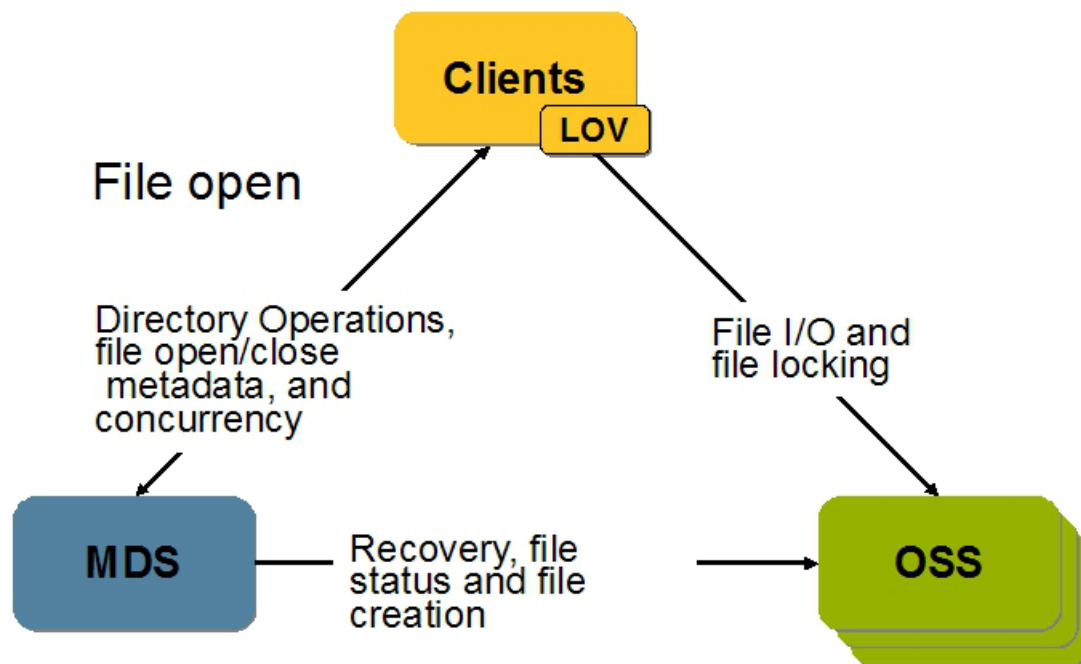 Clients
LOV
File open
Directory Operations,
file open/close
metadata, and
concurrency
File I/O and
file locking
MDS
Recovery, file
status and file
creation
OSS